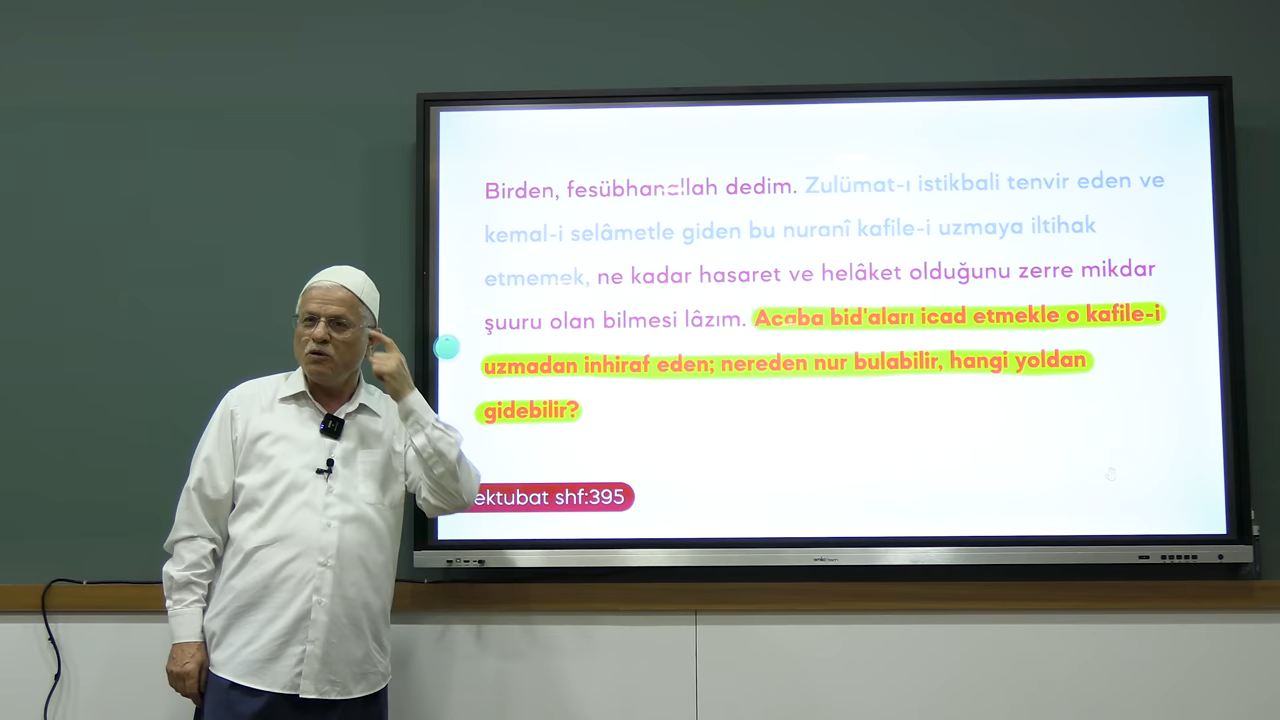 Birden, fesübhanallah dedim. Zulümat-ı istikbali tenvir eden ve
kemal-i selâmetle giden bu nuranî kafile-i uzmaya iltihak
etmemek, ne kadar hasaret ve helâket olduğunu zerre mikdar
şuuru olan bilmesi lâzım. Acaba bid'aları icad etmekle o kafile-i
uzmadan inhiraf eden; nereden nur bulabilir, hangi yoldan
gidebilir?
ektubat shf:395